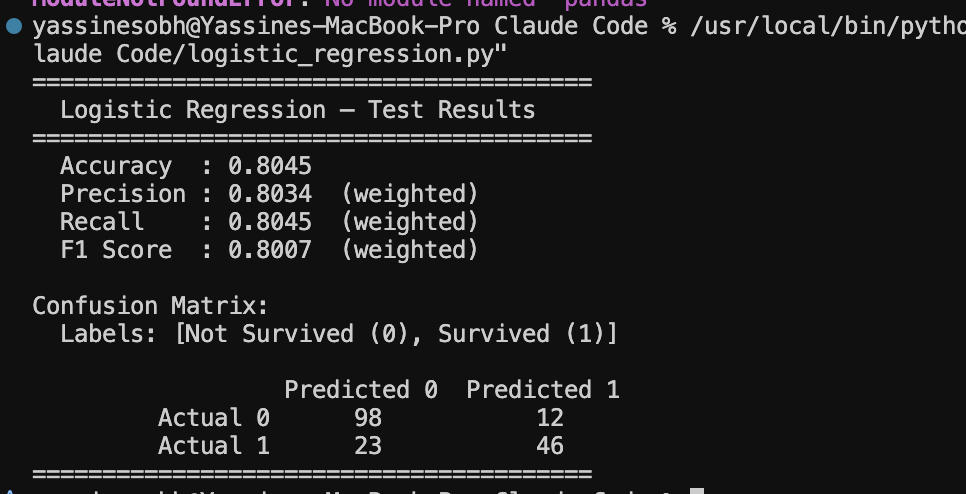 ModuleNotFoundError: No module named 'pandas'
yassinesobh@Yassines-MacBook-Pro Claude Code % /usr/local/bin/pytho
laude Code/logistic_regression.py"
========================================
Logistic Regression — Test Results
========================================
Accuracy  : 0.8045
Precision : 0.8034  (weighted)
Recall    : 0.8045  (weighted)
F1 Score  : 0.8007  (weighted)
Confusion Matrix:
Labels: [Not Survived (0), Survived (1)]
Predicted 0  Predicted 1
Actual 0      98           12
Actual 1      23           46
========================================